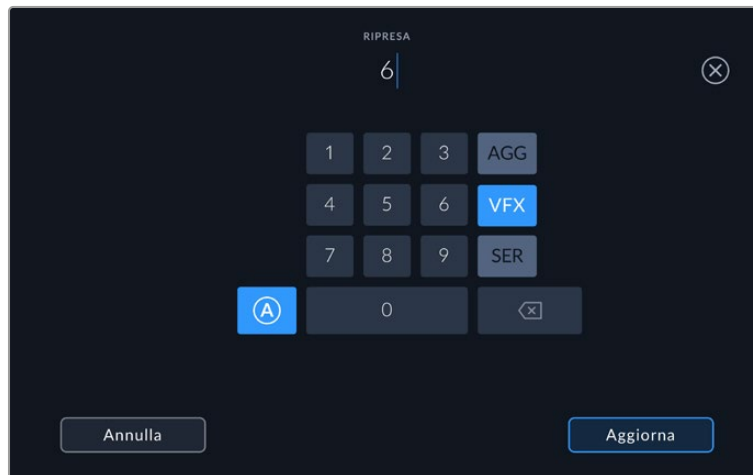 RIPRESA
6
1 2 3 AGG
4 5 6 VFX
7 8 9 SER
A 0
Annulla Aggiorna